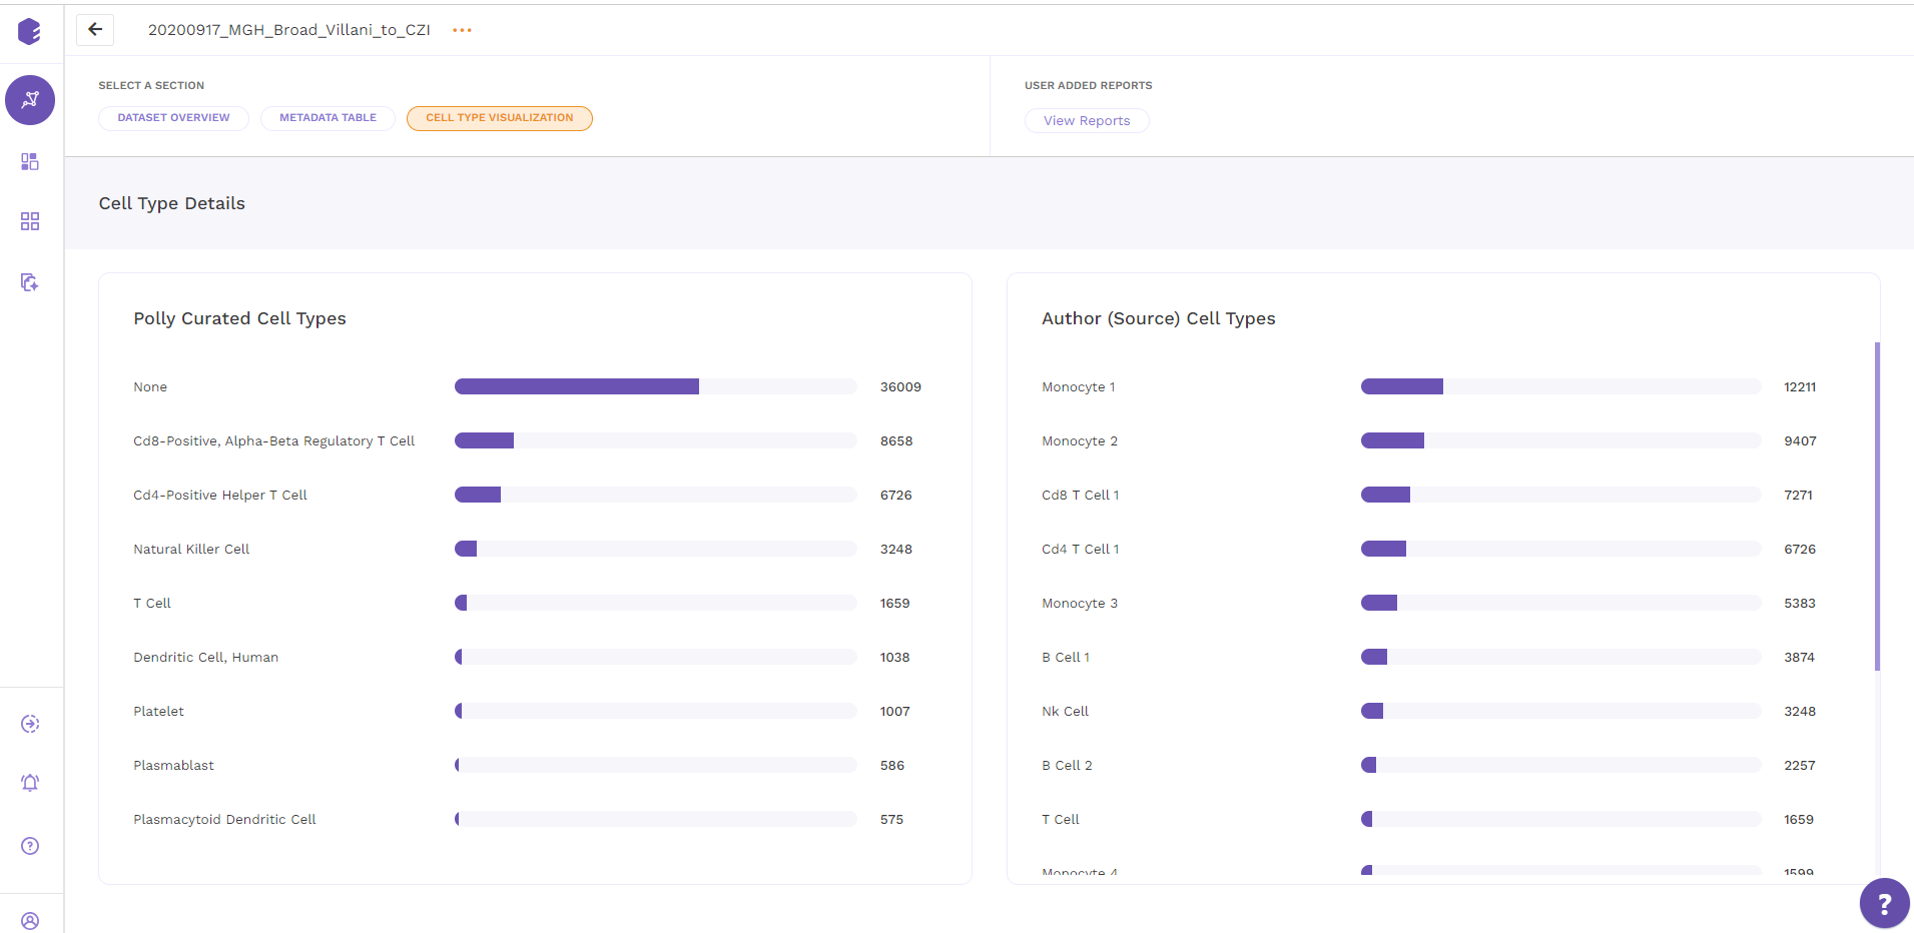 20200917_MGH_Broad_Villani_to_CZI
SELECT A SECTION
DATASET OVERVIEW METADATA TABLE CELL TYPE VISUALIZATION
USER ADDED REPORTS
View Reports
Cell Type Details
Polly Curated Cell Types
None 36009
Cd8-Positive, Alpha-Beta Regulatory T Cell 8658
Cd4-Positive Helper T Cell 6726
Natural Killer Cell 3248
T Cell 1659
Dendritic Cell, Human 1038
Platelet 1007
Plasmablast 586
Plasmacytoid Dendritic Cell 575
Author (Source) Cell Types
Monocyte 1 12211
Monocyte 2 9407
Cd8 T Cell 1 7271
Cd4 T Cell 1 6726
Monocyte 3 5383
B Cell 1 3874
Nk Cell 3248
B Cell 2 2257
T Cell 1659
Monocyte 4 1599
?